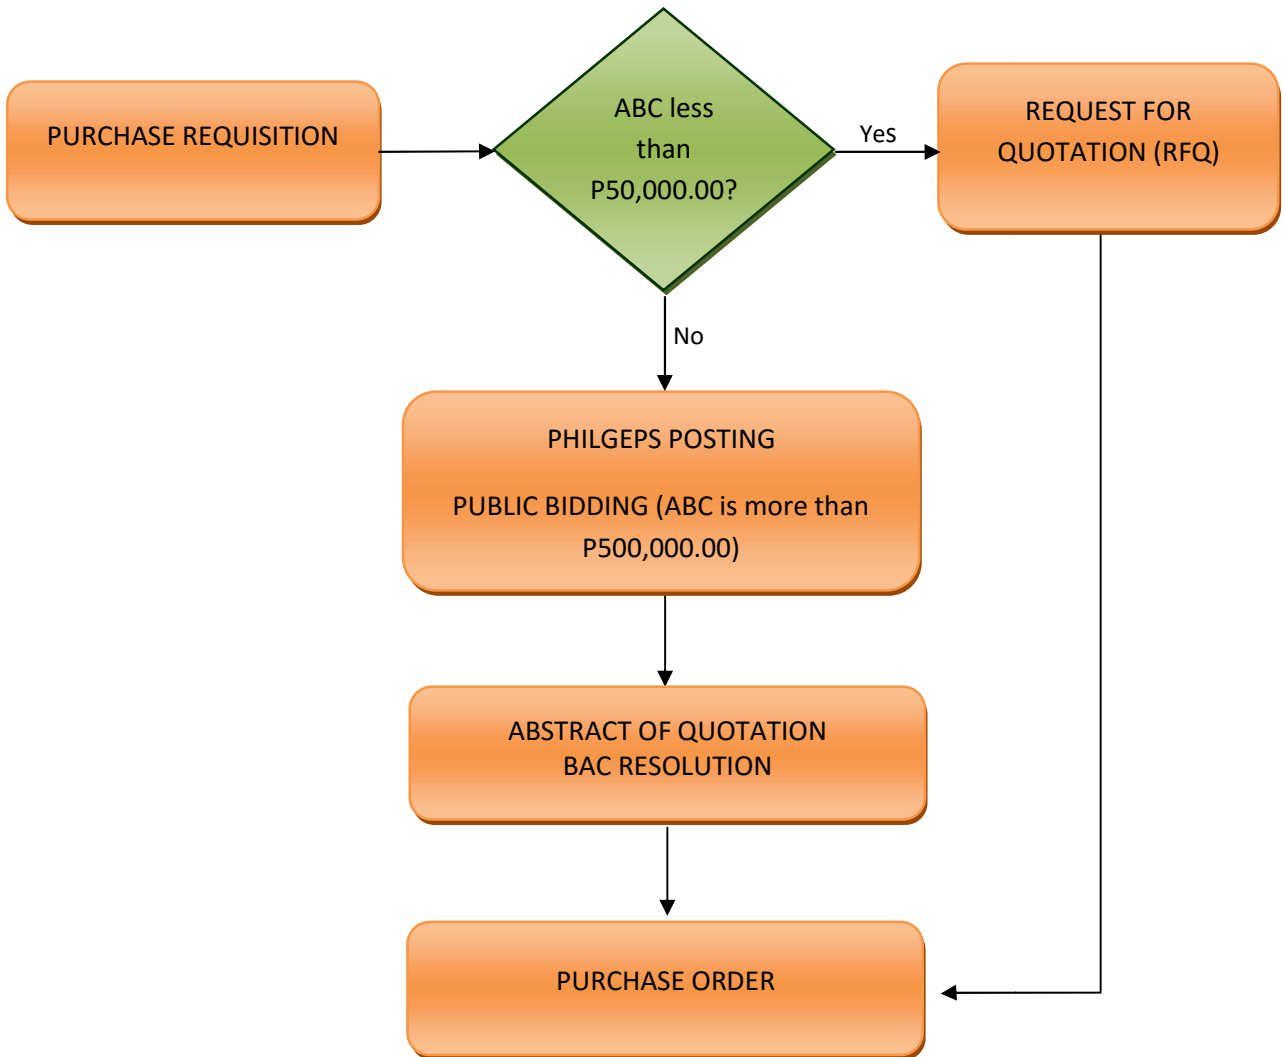 PURCHASE REQUISITION
ABC less
than
P50,000.00?
Yes
REQUEST FOR
QUOTATION (RFQ)
No
PHILGEPS POSTING
PUBLIC BIDDING (ABC is more than
P500,000.00)
ABSTRACT OF QUOTATION
BAC RESOLUTION
PURCHASE ORDER